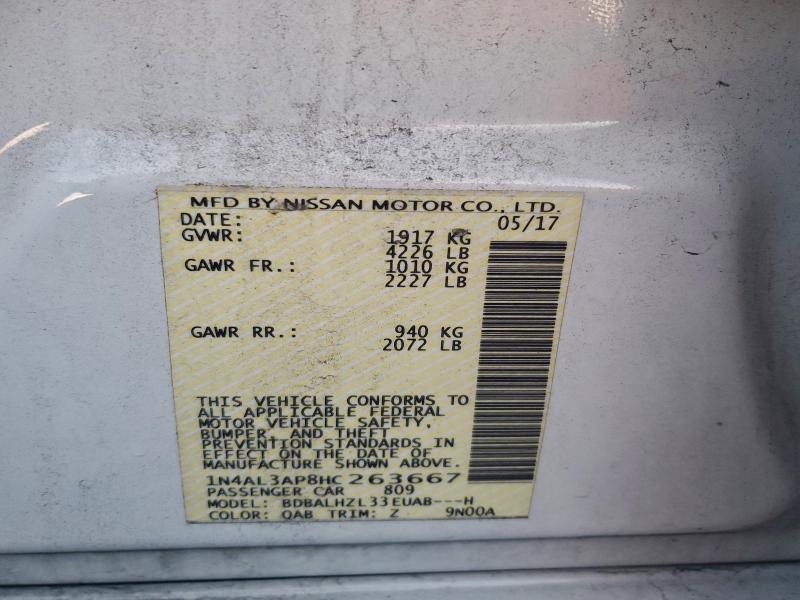 MFD BY NISSAN MOTOR CO., LTD.
DATE: 05/17
GVWR: 1917 KG
4226 LB
GAWR FR.: 1010 KG
2227 LB
GAWR RR.: 940 KG
2072 LB
THIS VEHICLE CONFORMS TO
ALL APPLICABLE FEDERAL
MOTOR VEHICLE SAFETY,
BUMPER, AND THEFT
PREVENTION STANDARDS IN
EFFECT ON THE DATE OF
MANUFACTURE SHOWN ABOVE.
1N4AL3AP8HC263667
PASSENGER CAR 809
MODEL: BDBALHZL33EUAB---H
COLOR: QAB TRIM: Z 9N00A